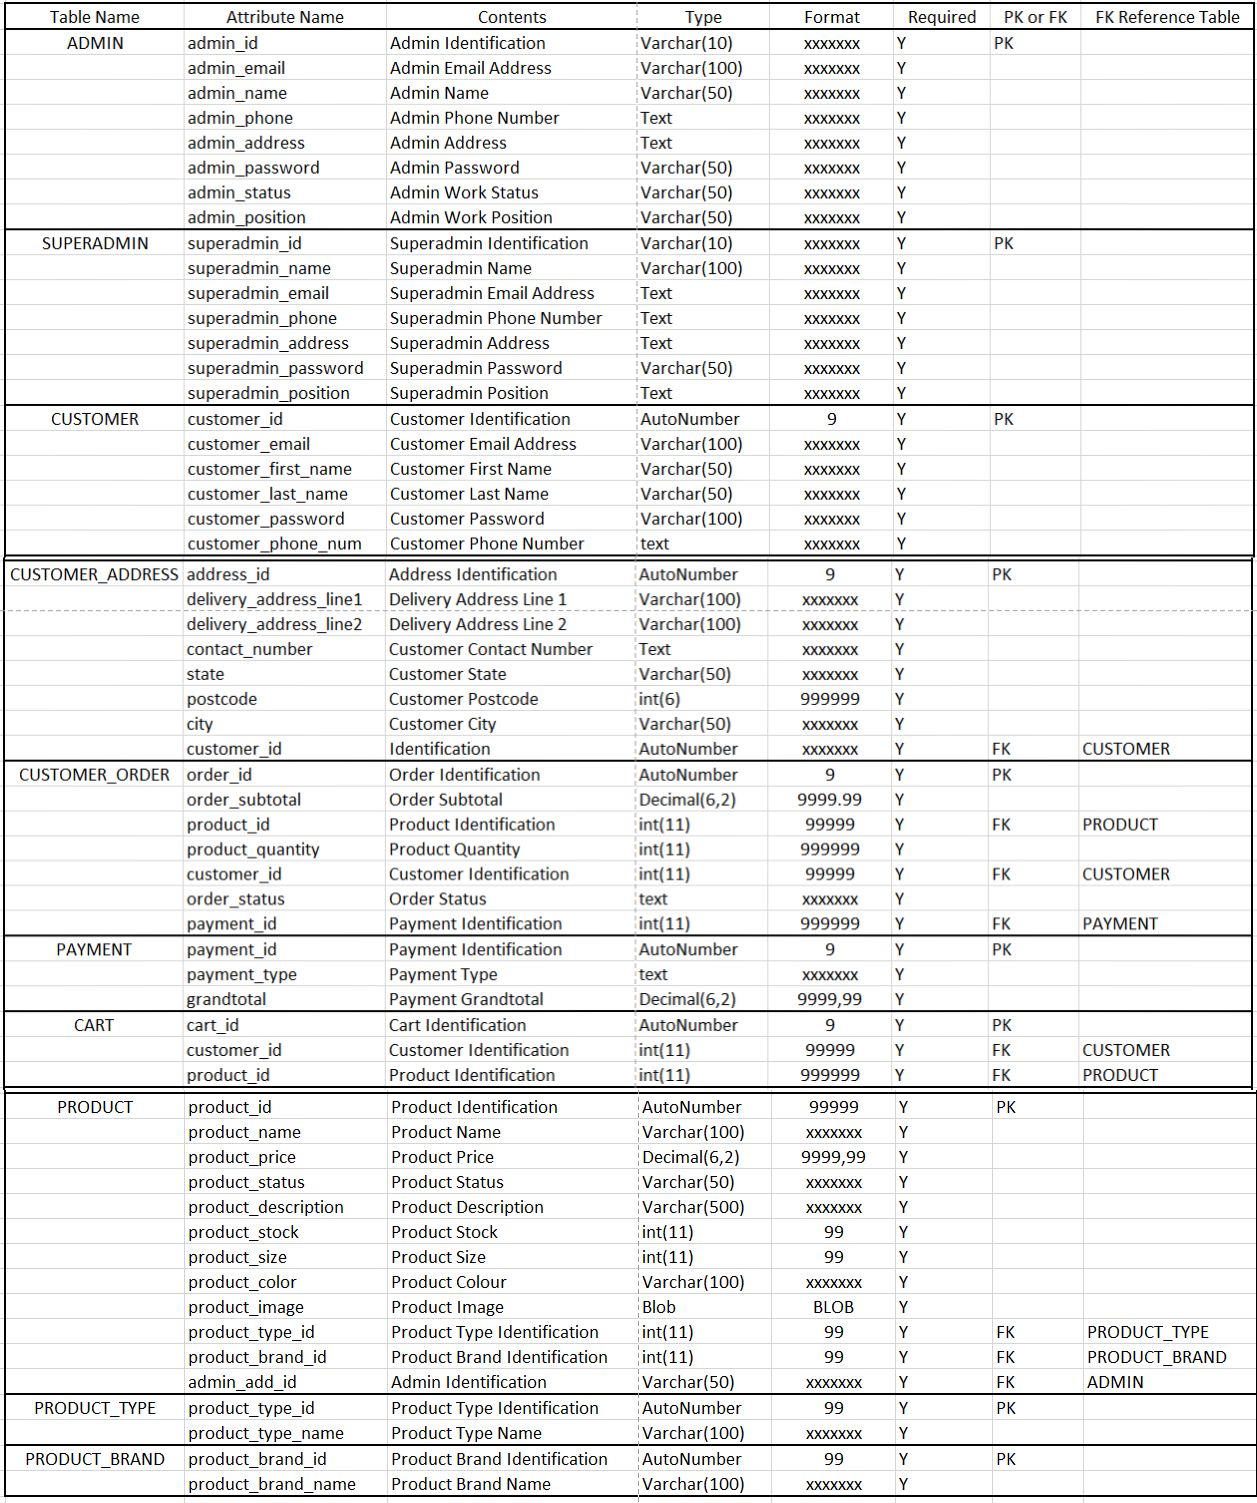 Table Name Attribute Name Contents Type Format Required PK or FK FK Reference Table
ADMIN admin_id Admin Identification Varchar(10) xxxxxxx Y PK
admin_email Admin Email Address Varchar(100) xxxxxxx Y
admin_name Admin Name Varchar(50) xxxxxxx Y
admin_phone Admin Phone Number Text xxxxxxx Y
admin_address Admin Address Text xxxxxxx Y
admin_password Admin Password Varchar(50) xxxxxxx Y
admin_status Admin Work Status Varchar(50) xxxxxxx Y
admin_position Admin Work Position Varchar(50) xxxxxxx Y
SUPERADMIN superadmin_id Superadmin Identification Varchar(10) xxxxxxx Y PK
superadmin_name Superadmin Name Varchar(100) xxxxxxx Y
superadmin_email Superadmin Email Address Text xxxxxxx Y
superadmin_phone Superadmin Phone Number Text xxxxxxx Y
superadmin_address Superadmin Address Text xxxxxxx Y
superadmin_password Superadmin Password Varchar(50) xxxxxxx Y
superadmin_position Superadmin Position Text xxxxxxx Y
CUSTOMER customer_id Customer Identification AutoNumber 9 Y PK
customer_email Customer Email Address Varchar(100) xxxxxxx Y
customer_first_name Customer First Name Varchar(50) xxxxxxx Y
customer_last_name Customer Last Name Varchar(50) xxxxxxx Y
customer_password Customer Password Varchar(100) xxxxxxx Y
customer_phone_num Customer Phone Number text xxxxxxx Y
CUSTOMER_ADDRESS address_id Address Identification AutoNumber 9 Y PK
delivery_address_line1 Delivery Address Line 1 Varchar(100) xxxxxxx Y
delivery_address_line2 Delivery Address Line 2 Varchar(100) xxxxxxx Y
contact_number Customer Contact Number Text xxxxxxx Y
state Customer State Varchar(50) xxxxxxx Y
postcode Customer Postcode int(6) 999999 Y
city Customer City Varchar(50) xxxxxxx Y
customer_id Identification AutoNumber xxxxxxx Y FK CUSTOMER
CUSTOMER_ORDER order_id Order Identification AutoNumber 9 Y PK
order_subtotal Order Subtotal Decimal(6,2) 9999.99 Y
product_id Product Identification int(11) 99999 Y FK PRODUCT
product_quantity Product Quantity int(11) 999999 Y
customer_id Customer Identification int(11) 99999 Y FK CUSTOMER
order_status Order Status text xxxxxxx Y
payment_id Payment Identification int(11) 999999 Y FK PAYMENT
PAYMENT payment_id Payment Identification AutoNumber 9 Y PK
payment_type Payment Type text xxxxxxx Y
grandtotal Payment Grandtotal Decimal(6,2) 9999,99 Y
CART cart_id Cart Identification AutoNumber 9 Y PK
customer_id Customer Identification int(11) 99999 Y FK CUSTOMER
product_id Product Identification int(11) 999999 Y FK PRODUCT
PRODUCT product_id Product Identification AutoNumber 99999 Y PK
product_name Product Name Varchar(100) xxxxxxx Y
product_price Product Price Decimal(6,2) 9999,99 Y
product_status Product Status Varchar(50) xxxxxxx Y
product_description Product Description Varchar(500) xxxxxxx Y
product_stock Product Stock int(11) 99 Y
product_size Product Size int(11) 99 Y
product_color Product Colour Varchar(100) xxxxxxx Y
product_image Product Image Blob BLOB Y
product_type_id Product Type Identification int(11) 99 Y FK PRODUCT_TYPE
product_brand_id Product Brand Identification int(11) 99 Y FK PRODUCT_BRAND
admin_add_id Admin Identification Varchar(50) xxxxxxx Y FK ADMIN
PRODUCT_TYPE product_type_id Product Type Identification AutoNumber 99 Y PK
product_type_name Product Type Name Varchar(100) xxxxxxx Y
PRODUCT_BRAND product_brand_id Product Brand Identification AutoNumber 99 Y PK
product_brand_name Product Brand Name Varchar(100) xxxxxxx Y